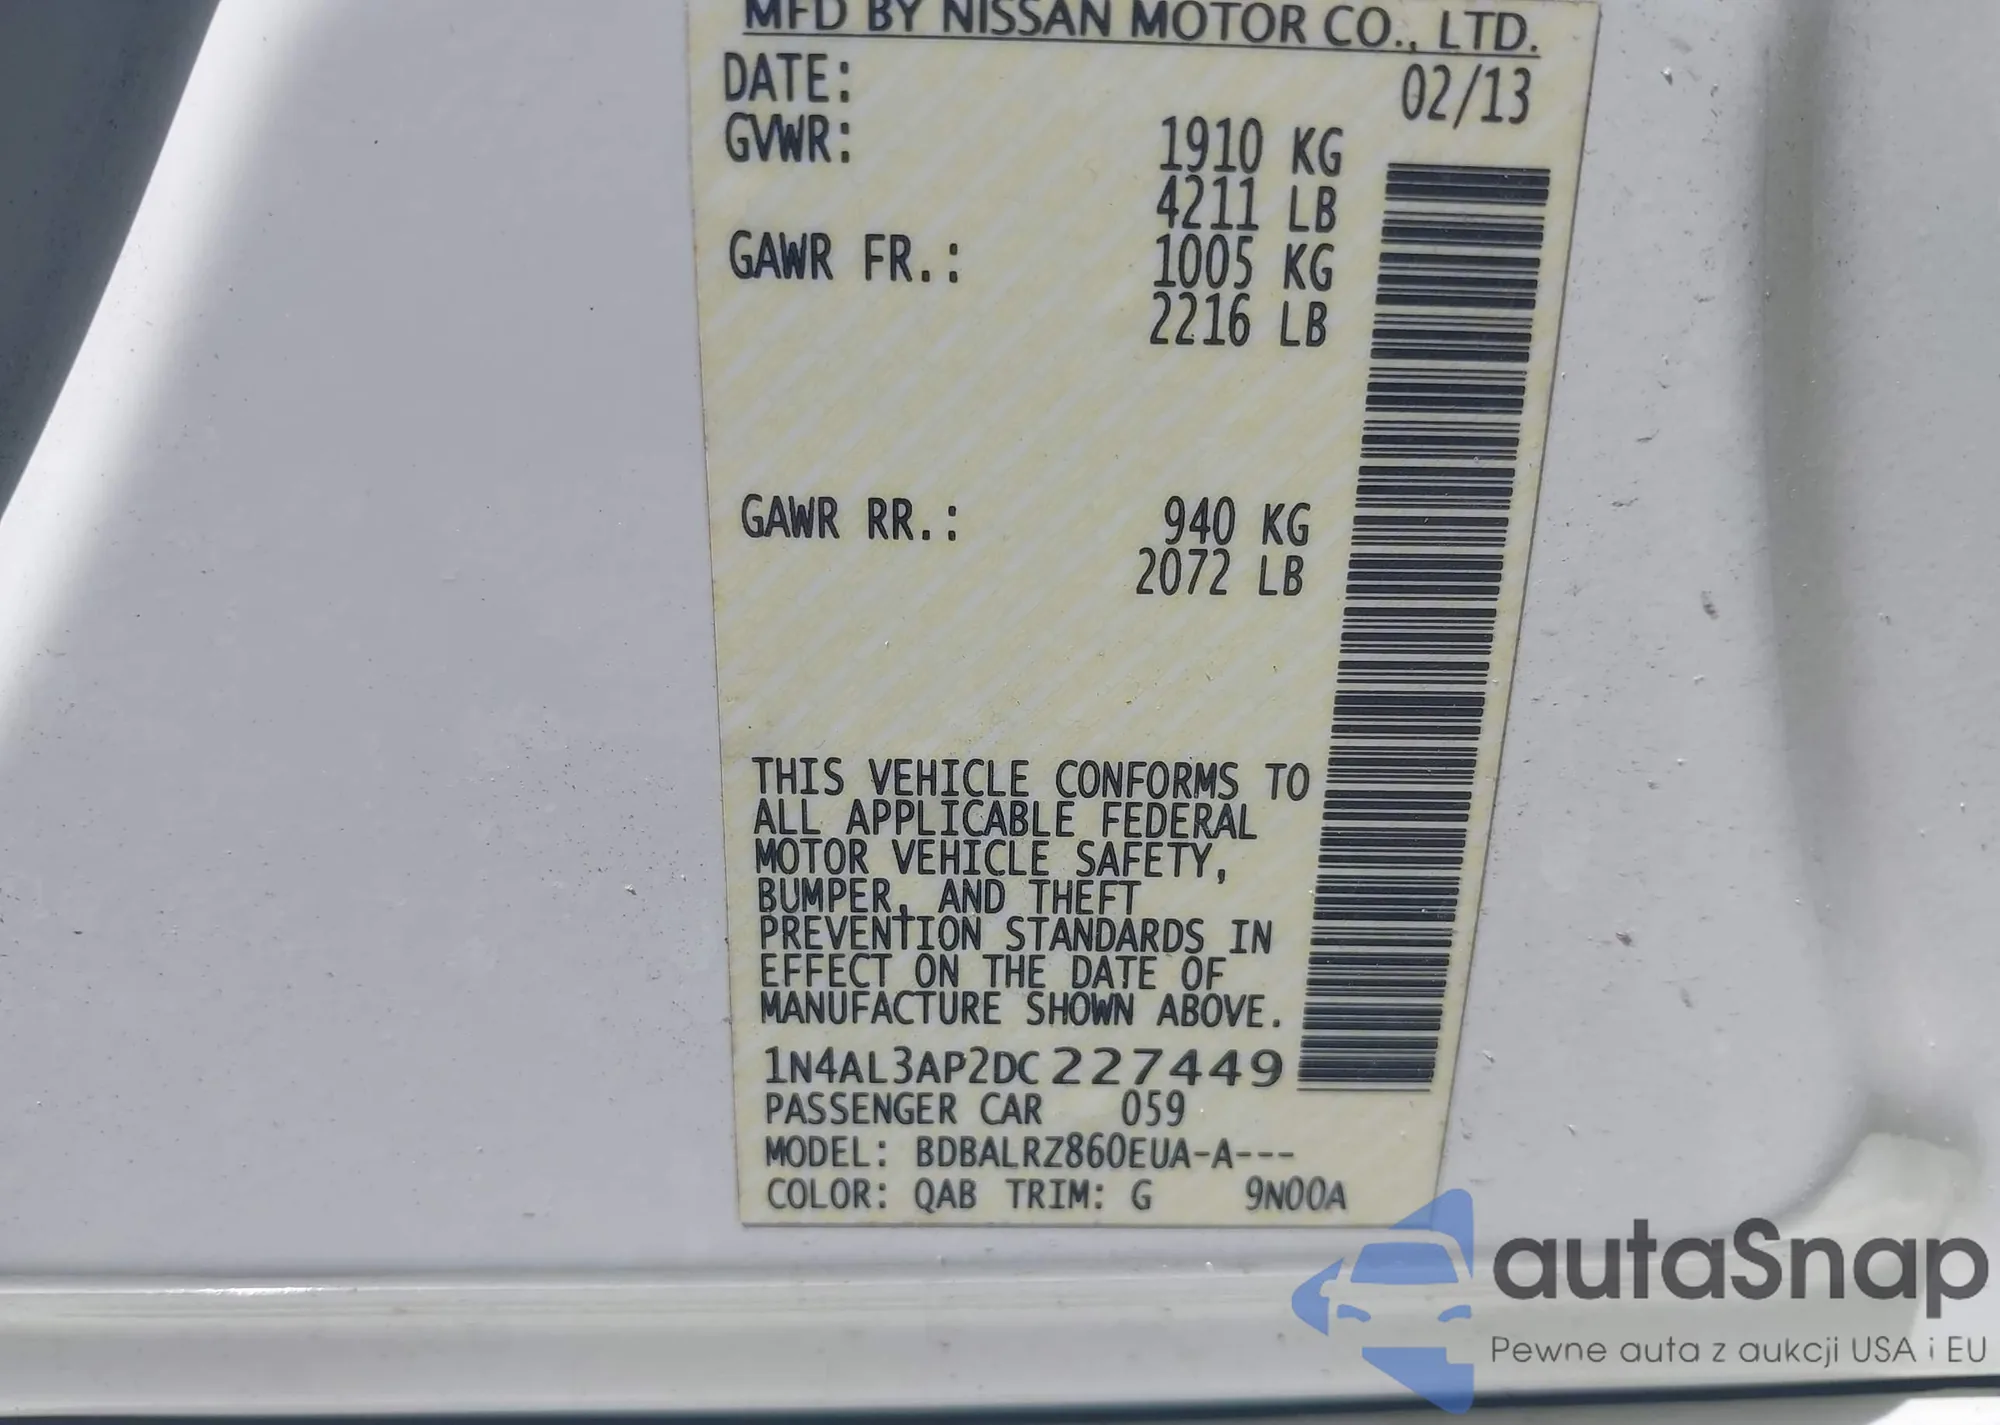 MFD BY NISSAN MOTOR CO., LTD.
DATE: 02/13
GVWR: 1910 KG
4211 LB
GAWR FR.: 1005 KG
2216 LB
GAWR RR.: 940 KG
2072 LB
THIS VEHICLE CONFORMS TO
ALL APPLICABLE FEDERAL
MOTOR VEHICLE SAFETY,
BUMPER, AND THEFT
PREVENTION STANDARDS IN
EFFECT ON THE DATE OF
MANUFACTURE SHOWN ABOVE.
1N4AL3AP2DC227449
PASSENGER CAR 059
MODEL: BDBALRZ860EUA-A---
COLOR: QAB TRIM: G 9N00A
autaSnap
Pewne auta z aukcji USA i EU